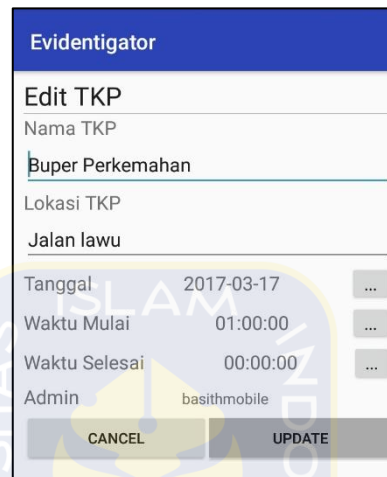 Evidentigator
Edit TKP
Nama TKP
Buper Perkemahan
Lokasi TKP
Jalan lawu
Tanggal 2017-03-17 ...
Waktu Mulai 01:00:00 ...
Waktu Selesai 00:00:00 ...
Admin basithmobile
CANCEL UPDATE
ISLAM